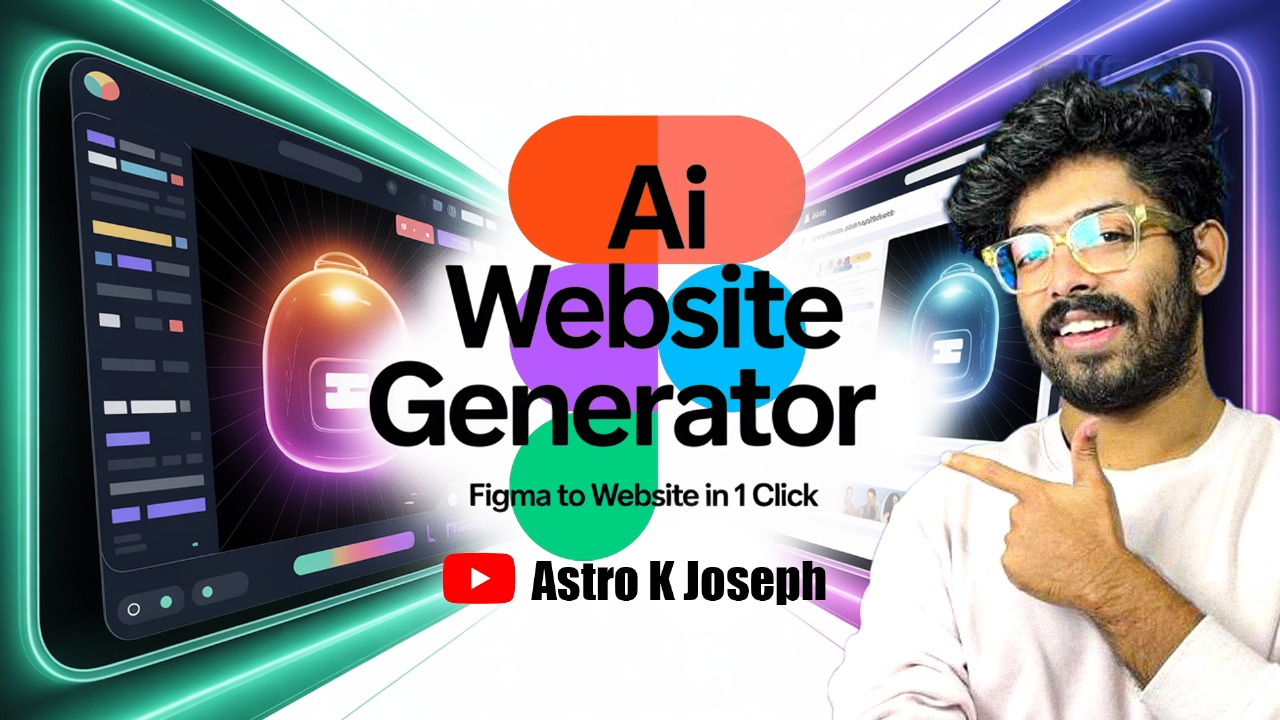 Ai
Website
Generator
Figma to Website in 1 Click
Astro K Joseph